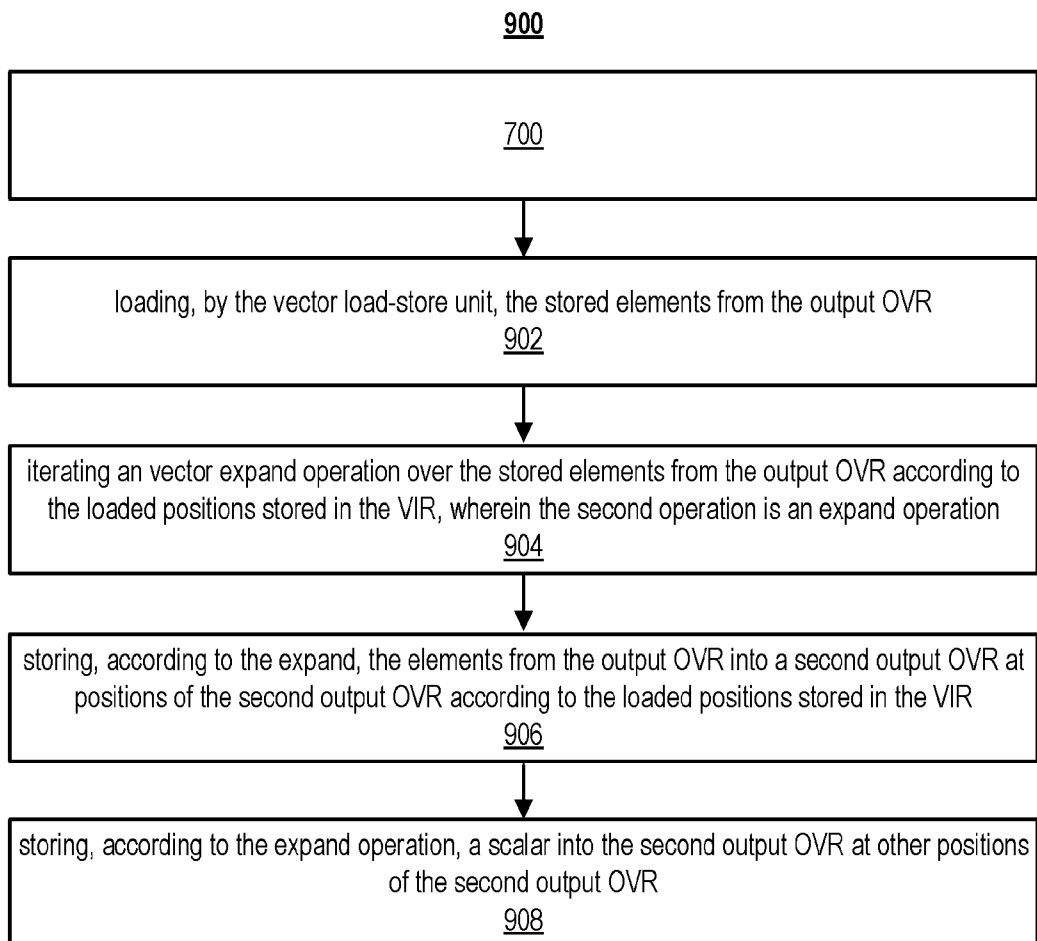 900
700
loading, by the vector load-store unit, the stored elements from the output OVR
902
iterating an vector expand operation over the stored elements from the output OVR according to
the loaded positions stored in the VIR, wherein the second operation is an expand operation
904
storing, according to the expand, the elements from the output OVR into a second output OVR at
positions of the second output OVR according to the loaded positions stored in the VIR
906
storing, according to the expand operation, a scalar into the second output OVR at other positions
of the second output OVR
908